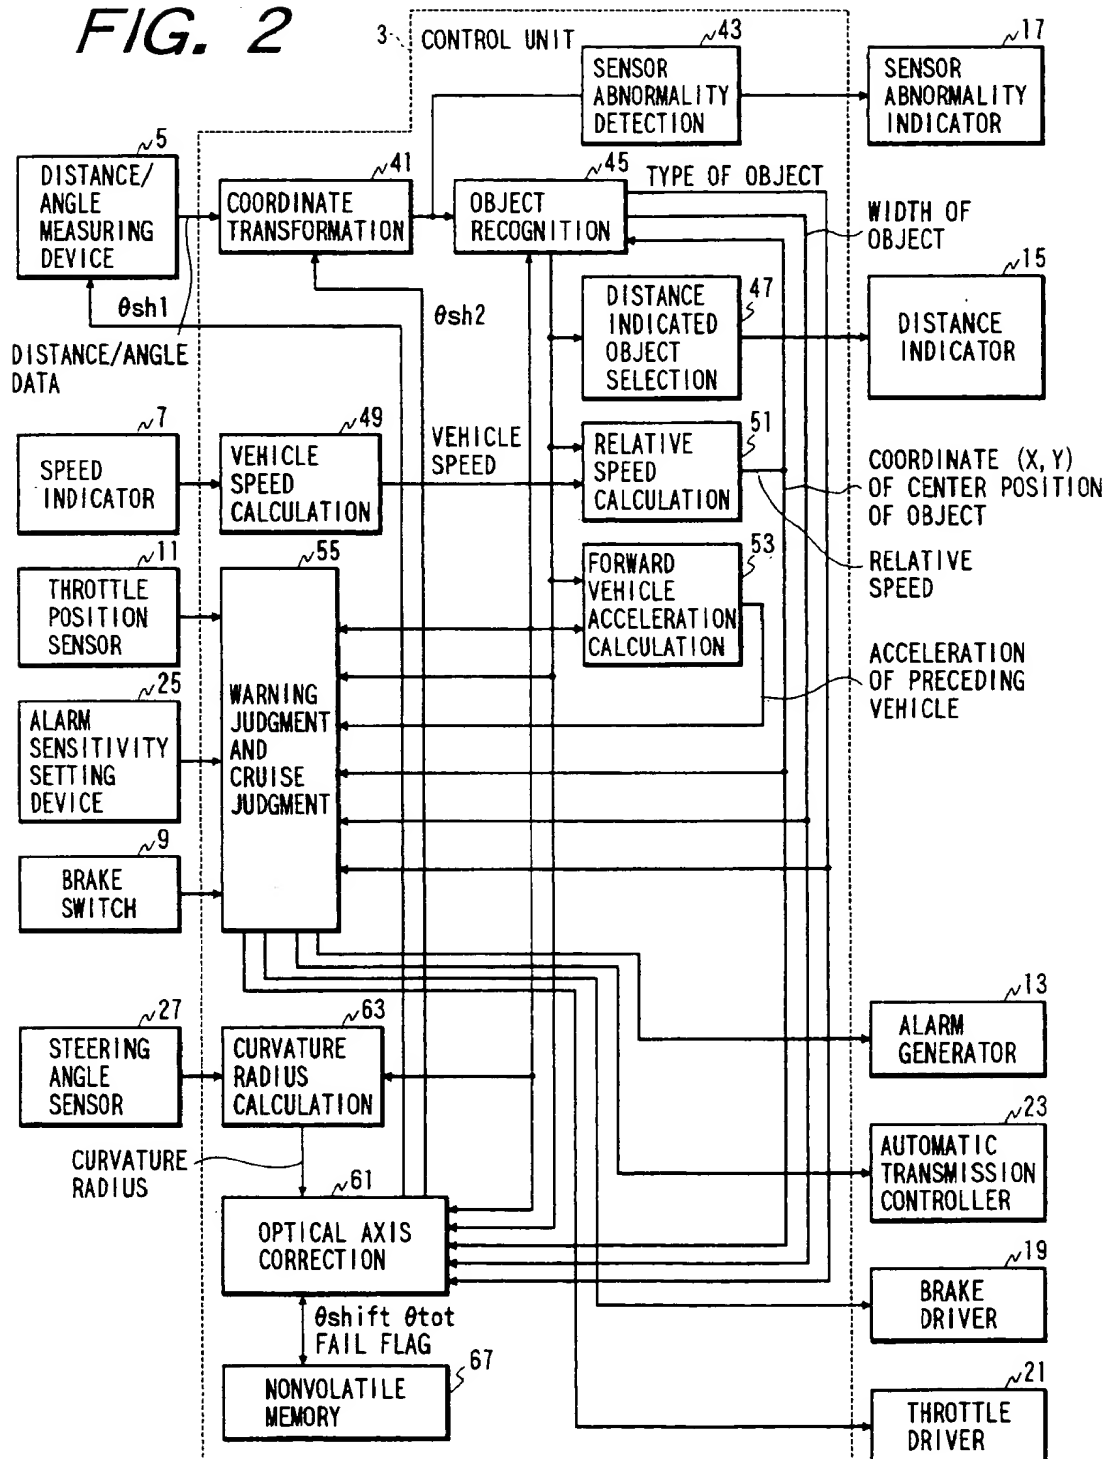 FIG. 2
3
CONTROL UNIT
43
SENSOR
ABNORMALITY
DETECTION
17
SENSOR
ABNORMALITY
INDICATOR
5
DISTANCE/
ANGLE
MEASURING
DEVICE
41
COORDINATE
TRANSFORMATION
45
OBJECT
RECOGNITION
TYPE OF OBJECT
WIDTH OF
OBJECT
θsh1
θsh2
DISTANCE/ANGLE
DATA
47
DISTANCE
INDICATED
OBJECT
SELECTION
15
DISTANCE
INDICATOR
7
SPEED
INDICATOR
49
VEHICLE
SPEED
CALCULATION
VEHICLE
SPEED
51
RELATIVE
SPEED
CALCULATION
COORDINATE (X,Y)
OF CENTER POSITION
OF OBJECT
RELATIVE
SPEED
11
THROTTLE
POSITION
SENSOR
55
WARNING
JUDGMENT
AND
CRUISE
JUDGMENT
53
FORWARD
VEHICLE
ACCELERATION
CALCULATION
ACCELERATION
OF PRECEDING
VEHICLE
25
ALARM
SENSITIVITY
SETTING
DEVICE
9
BRAKE
SWITCH
27
STEERING
ANGLE
SENSOR
63
CURVATURE
RADIUS
CALCULATION
13
ALARM
GENERATOR
CURVATURE
RADIUS
23
AUTOMATIC
TRANSMISSION
CONTROLLER
61
OPTICAL AXIS
CORRECTION
19
BRAKE
DRIVER
θshift θtot
FAIL FLAG
67
NONVOLATILE
MEMORY
21
THROTTLE
DRIVER